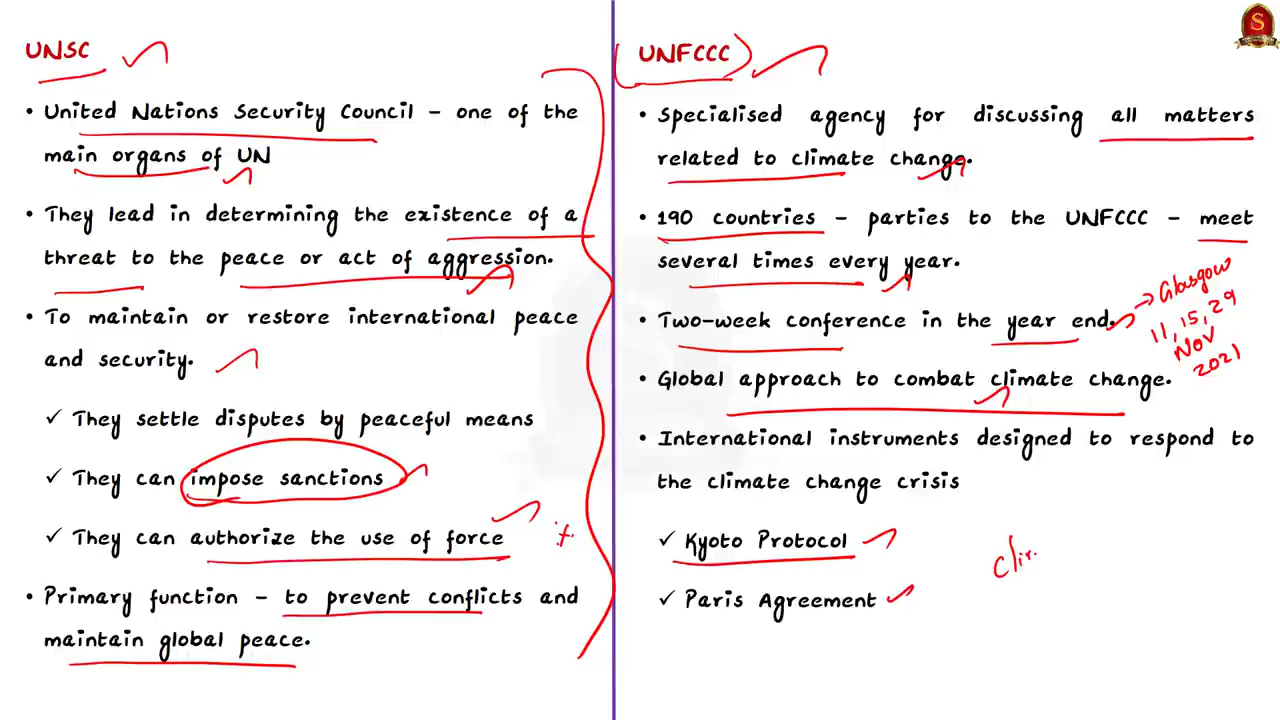 UNSC
• United Nations Security Council – one of the
main organs of UN
• They lead in determining the existence of a
threat to the peace or act of aggression.
• To maintain or restore international peace
and security.
✓ They settle disputes by peaceful means
✓ They can impose sanctions
✓ They can authorize the use of force
• Primary function – to prevent conflicts and
maintain global peace.
UNFCCC
• Specialised agency for discussing all matters
related to climate change.
• 190 countries – parties to the UNFCCC – meet
several times every year.
• Two-week conference in the year end.
→ Glasgow
11, 15, 29
Nov
2021
• Global approach to combat climate change.
• International instruments designed to respond to
the climate change crisis
✓ Kyoto Protocol
✓ Paris Agreement
S